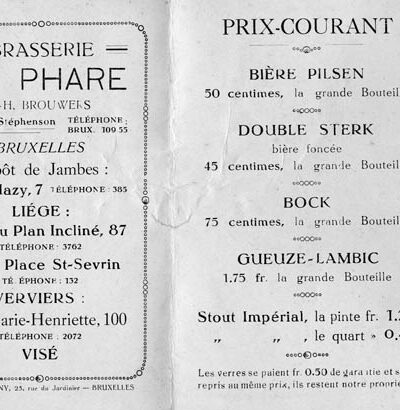 BRASSERIE
PHARE
-H. BROUWERS
Stéphenson TÉLÉPHONE:
BRUX. 109 55
BRUXELLES
pôt de Jambes :
lazy, 7 TÉLÉPHONE : 385
LIÉGE :
u Plan Incliné, 87
TÉLÉPHONE : 3762
Place St-Sevrin
TÉLÉPHONE : 132
VERVIERS :
arie-Henriette, 100
TÉLÉPHONE : 2072
VISÉ
NY, 23, rue du Jardinier — BRUXELLES
PRIX-COURANT
BIÈRE PILSEN
50 centimes, la grande Bouteil
DOUBLE STERK
bière foncée
45 centimes, la grande Bouteil
BOCK
75 centimes, la grande Bouteil
GUEUZE-LAMBIC
1.75 fr. la grande Bouteille
Stout Impérial, la pinte fr. 1.2
„ „ le quart » 0,
Les verres se paient fr. 0.50 de garantie et s
repris au même prix, ils restent notre proprié